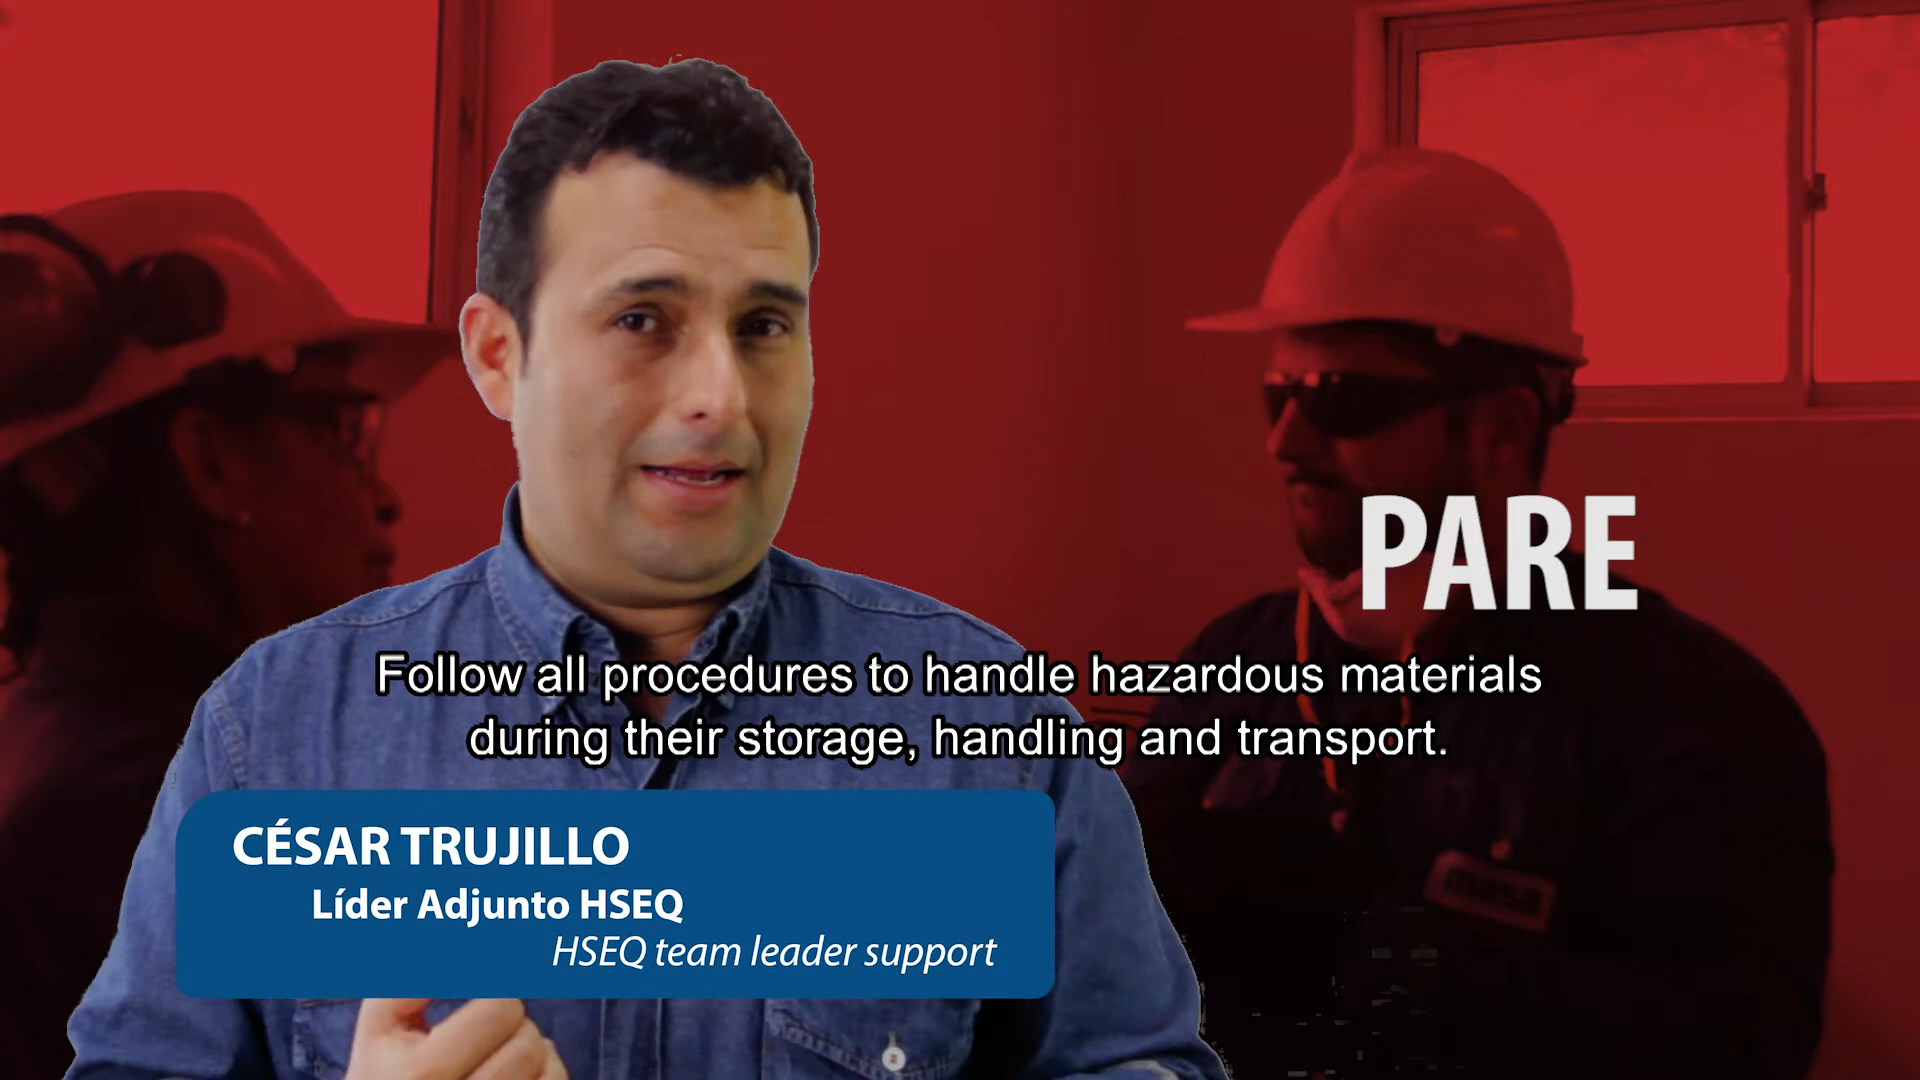 PARE
Follow all procedures to handle hazardous materials
during their storage, handling and transport.
CÉSAR TRUJILLO
Líder Adjunto HSEQ
HSEQ team leader support
masa